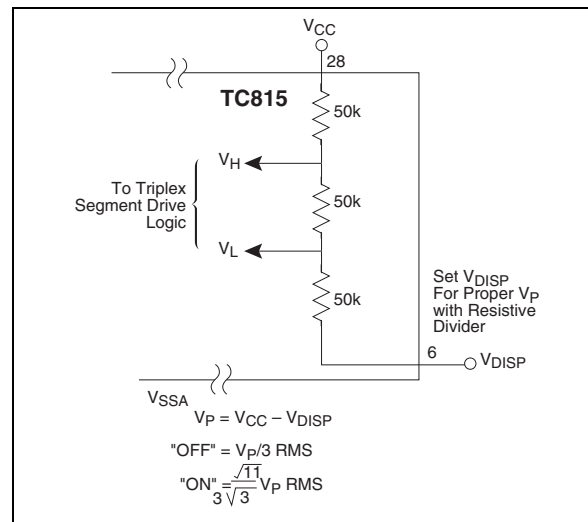 VCC
28
TC815
50k
VH
To Triplex
Segment Drive
Logic
50k
VL
50k
Set VDISP
For Proper VP
with Resistive
Divider
6
VDISP
VSSA
VP = VCC – VDISP
"OFF" = VP/3 RMS
"ON" = √11 / 3 √3 VP RMS